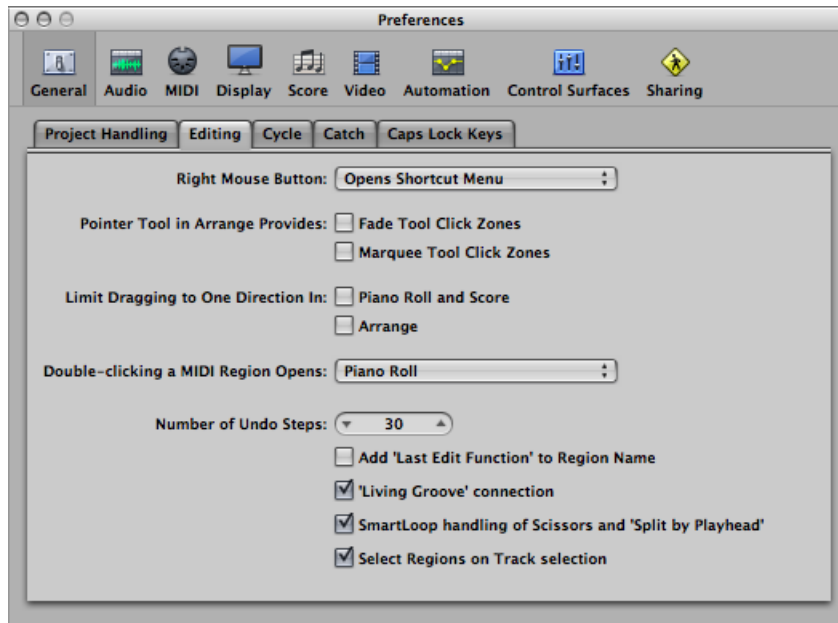 Preferences
General Audio MIDI Display Score Video Automation Control Surfaces Sharing
Project Handling Editing Cycle Catch Caps Lock Keys
Right Mouse Button: Opens Shortcut Menu
Pointer Tool in Arrange Provides: Fade Tool Click Zones
Marquee Tool Click Zones
Limit Dragging to One Direction In: Piano Roll and Score
Arrange
Double-clicking a MIDI Region Opens: Piano Roll
Number of Undo Steps: 30
Add 'Last Edit Function' to Region Name
'Living Groove' connection
SmartLoop handling of Scissors and 'Split by Playhead'
Select Regions on Track selection